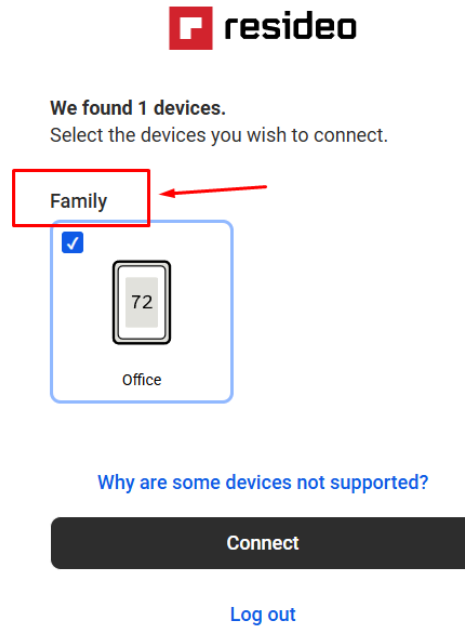 resideo
We found 1 devices.
Select the devices you wish to connect.
Family
72
Office
Why are some devices not supported?
Connect
Log out